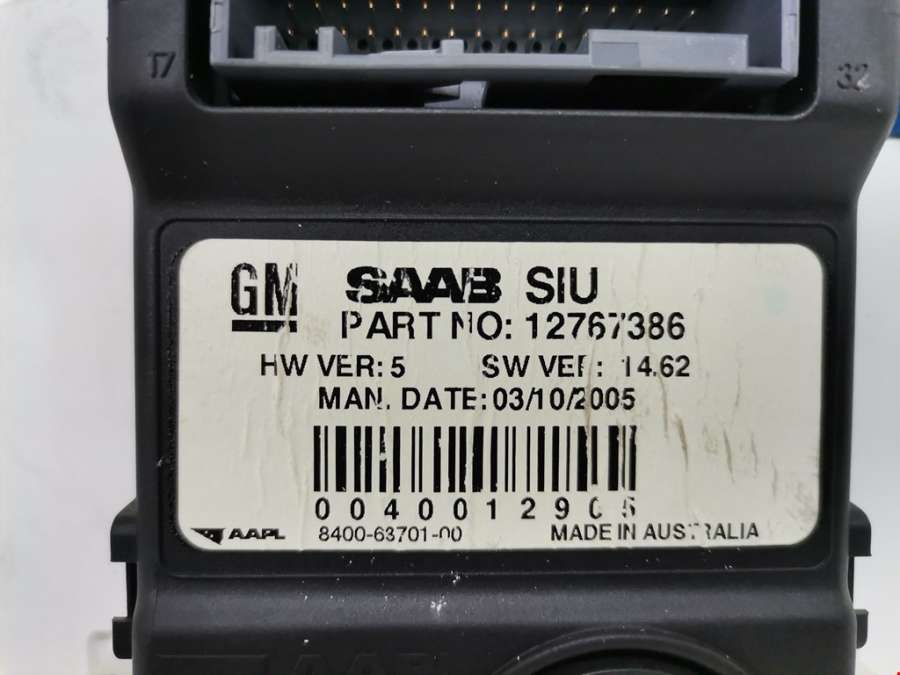 17 32
GM SAAB SIU
PART NO: 12767386
HW VER: 5 SW VER: 14.62
MAN. DATE: 03/10/2005
0040012905
AAPL 8400-63701-00 MADE IN AUSTRALIA
AAP